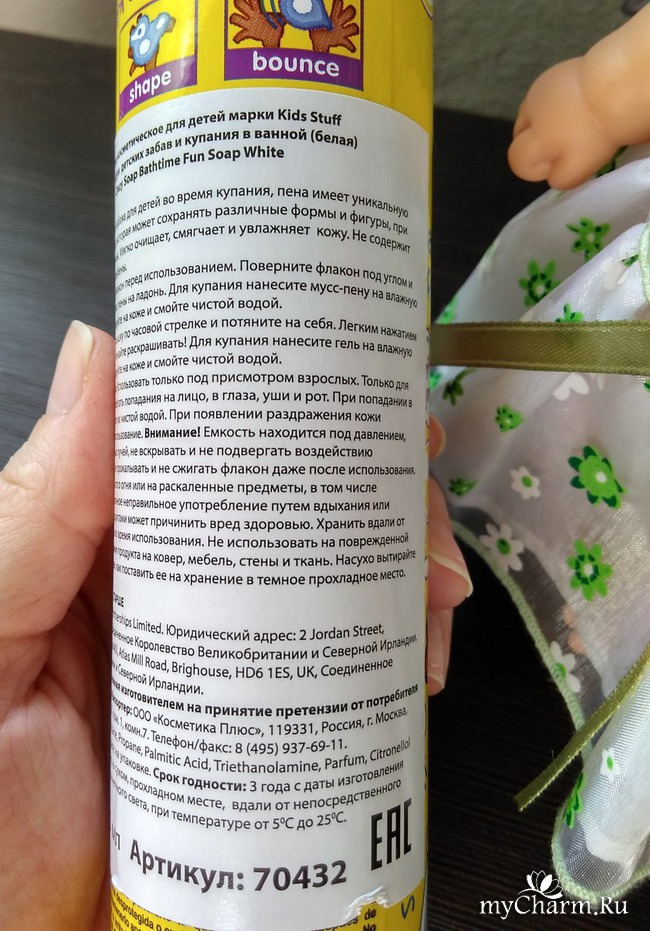 shape
bounce
для детей марки Kids Stuff
детских забав и купания в ванной (белая)
Soap Bathtime Fun Soap White
для детей во время купания, пена имеет уникальную
может сохранять различные формы и фигуры, при
очищает, смягчает и увлажняет кожу. Не содержит
перед использованием. Поверните флакон под углом и
на ладонь. Для купания нанесите мусс-пену на влажную
на коже и смойте чистой водой.
по часовой стрелке и потяните на себя. Легким нажатием
раскрашивать! Для купания нанесите гель на влажную
на коже и смойте чистой водой.
только под присмотром взрослых. Только для
попадания на лицо, в глаза, уши и рот. При попадании в
чистой водой. При появлении раздражения кожи
Внимание! Емкость находится под давлением,
не вскрывать и не подвергать воздействию
и не сжигать флакон даже после использования.
огня или на раскаленные предметы, в том числе
неправильное употребление путем вдыхания или
может причинить вред здоровью. Хранить вдали от
время использования. Не использовать на поврежденной
продукта на ковер, мебель, стены и ткань. Насухо вытирайте
как поставить ее на хранение в темное прохладное место.
Limited. Юридический адрес: 2 Jordan Street,
Королевство Великобритании и Северной Ирландии.
Atlas Mill Road, Brighouse, HD6 1ES, UK, Соединенное
и Северной Ирландии.
изготовителем на принятие претензии от потребителя
ООО «Косметика Плюс», 119331, Россия, г. Москва,
1, комн.7. Телефон/факс: 8 (495) 937-69-11.
Propane, Palmitic Acid, Triethanolamine, Parfum, Citronellol
на упаковке. Срок годности: 3 года с даты изготовления
прохладном месте, вдали от непосредственного
света, при температуре от 5⁰C до 25⁰C.
EAC
Артикул: 70432
myCharm.Ru